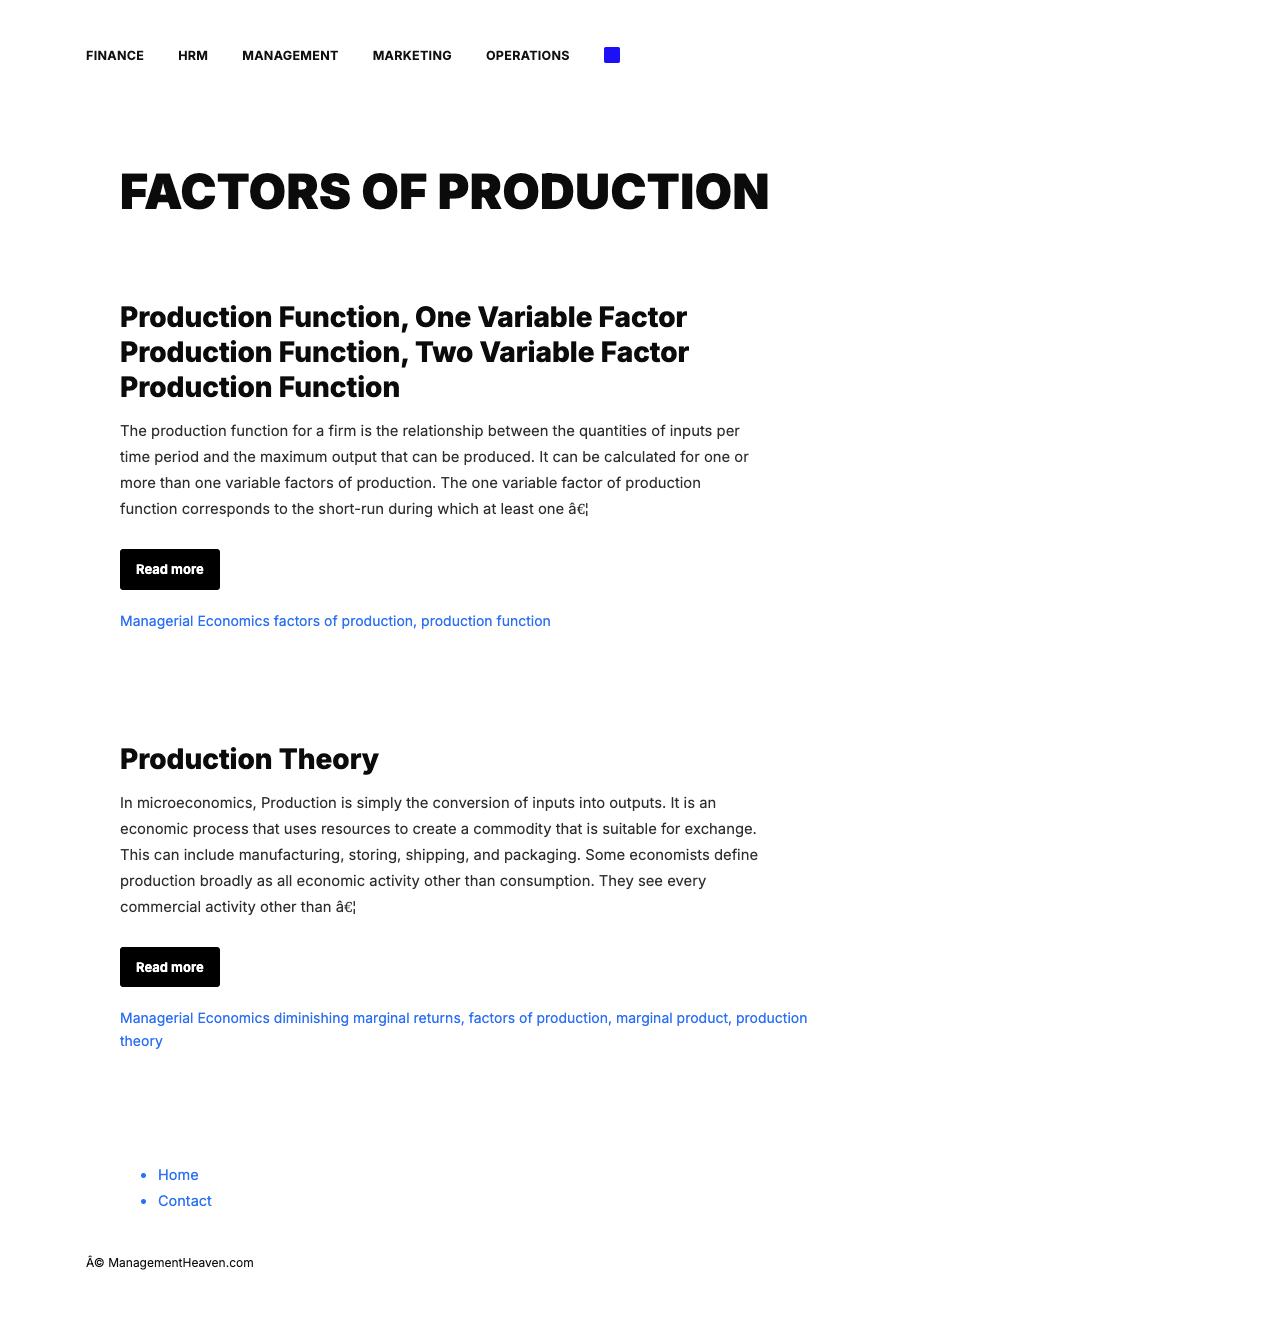 FINANCE HRM MANAGEMENT MARKETING OPERATIONS
FACTORS OF PRODUCTION
Production Function, One Variable Factor
Production Function, Two Variable Factor
Production Function
The production function for a firm is the relationship between the quantities of inputs per
time period and the maximum output that can be produced. It can be calculated for one or
more than one variable factors of production. The one variable factor of production
function corresponds to the short-run during which at least one â€¦
Read more
Managerial Economics factors of production, production function
Production Theory
In microeconomics, Production is simply the conversion of inputs into outputs. It is an
economic process that uses resources to create a commodity that is suitable for exchange.
This can include manufacturing, storing, shipping, and packaging. Some economists define
production broadly as all economic activity other than consumption. They see every
commercial activity other than â€¦
Read more
Managerial Economics diminishing marginal returns, factors of production, marginal product, production
theory
• Home
• Contact
Â© ManagementHeaven.com